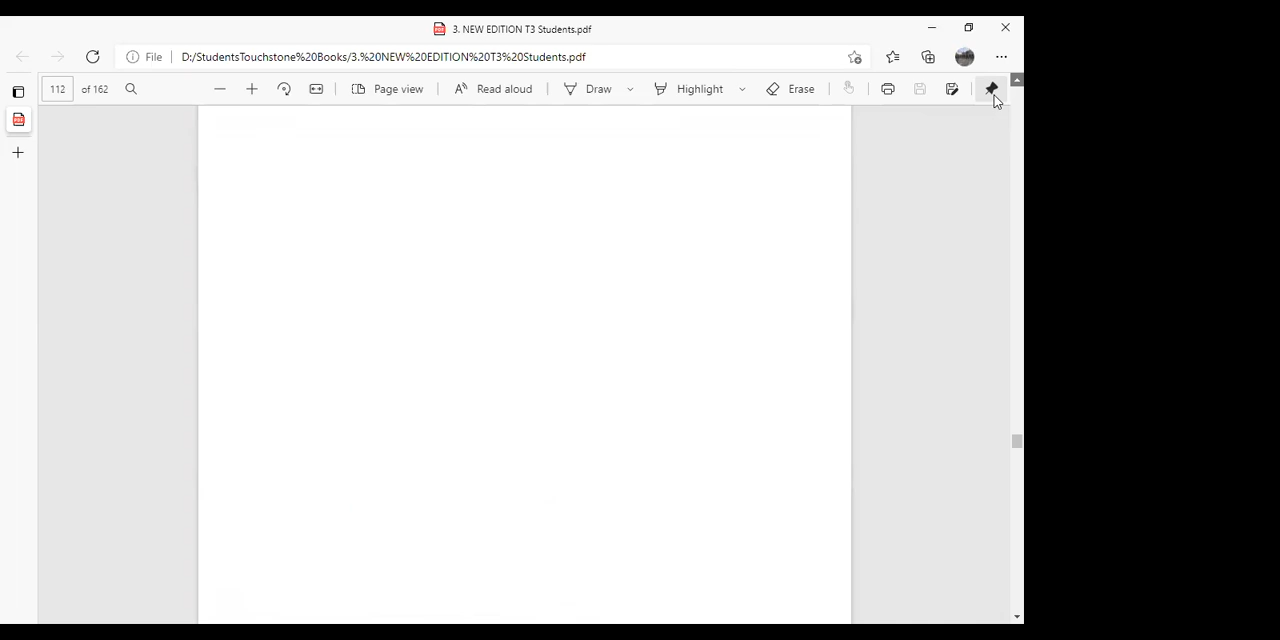 3. NEW EDITION T3 Students.pdf
File D:/StudentsTouchstone%20Books/3.%20NEW%20EDITION%20T3%20Students.pdf
112 of 162 Page view Read aloud Draw Highlight Erase